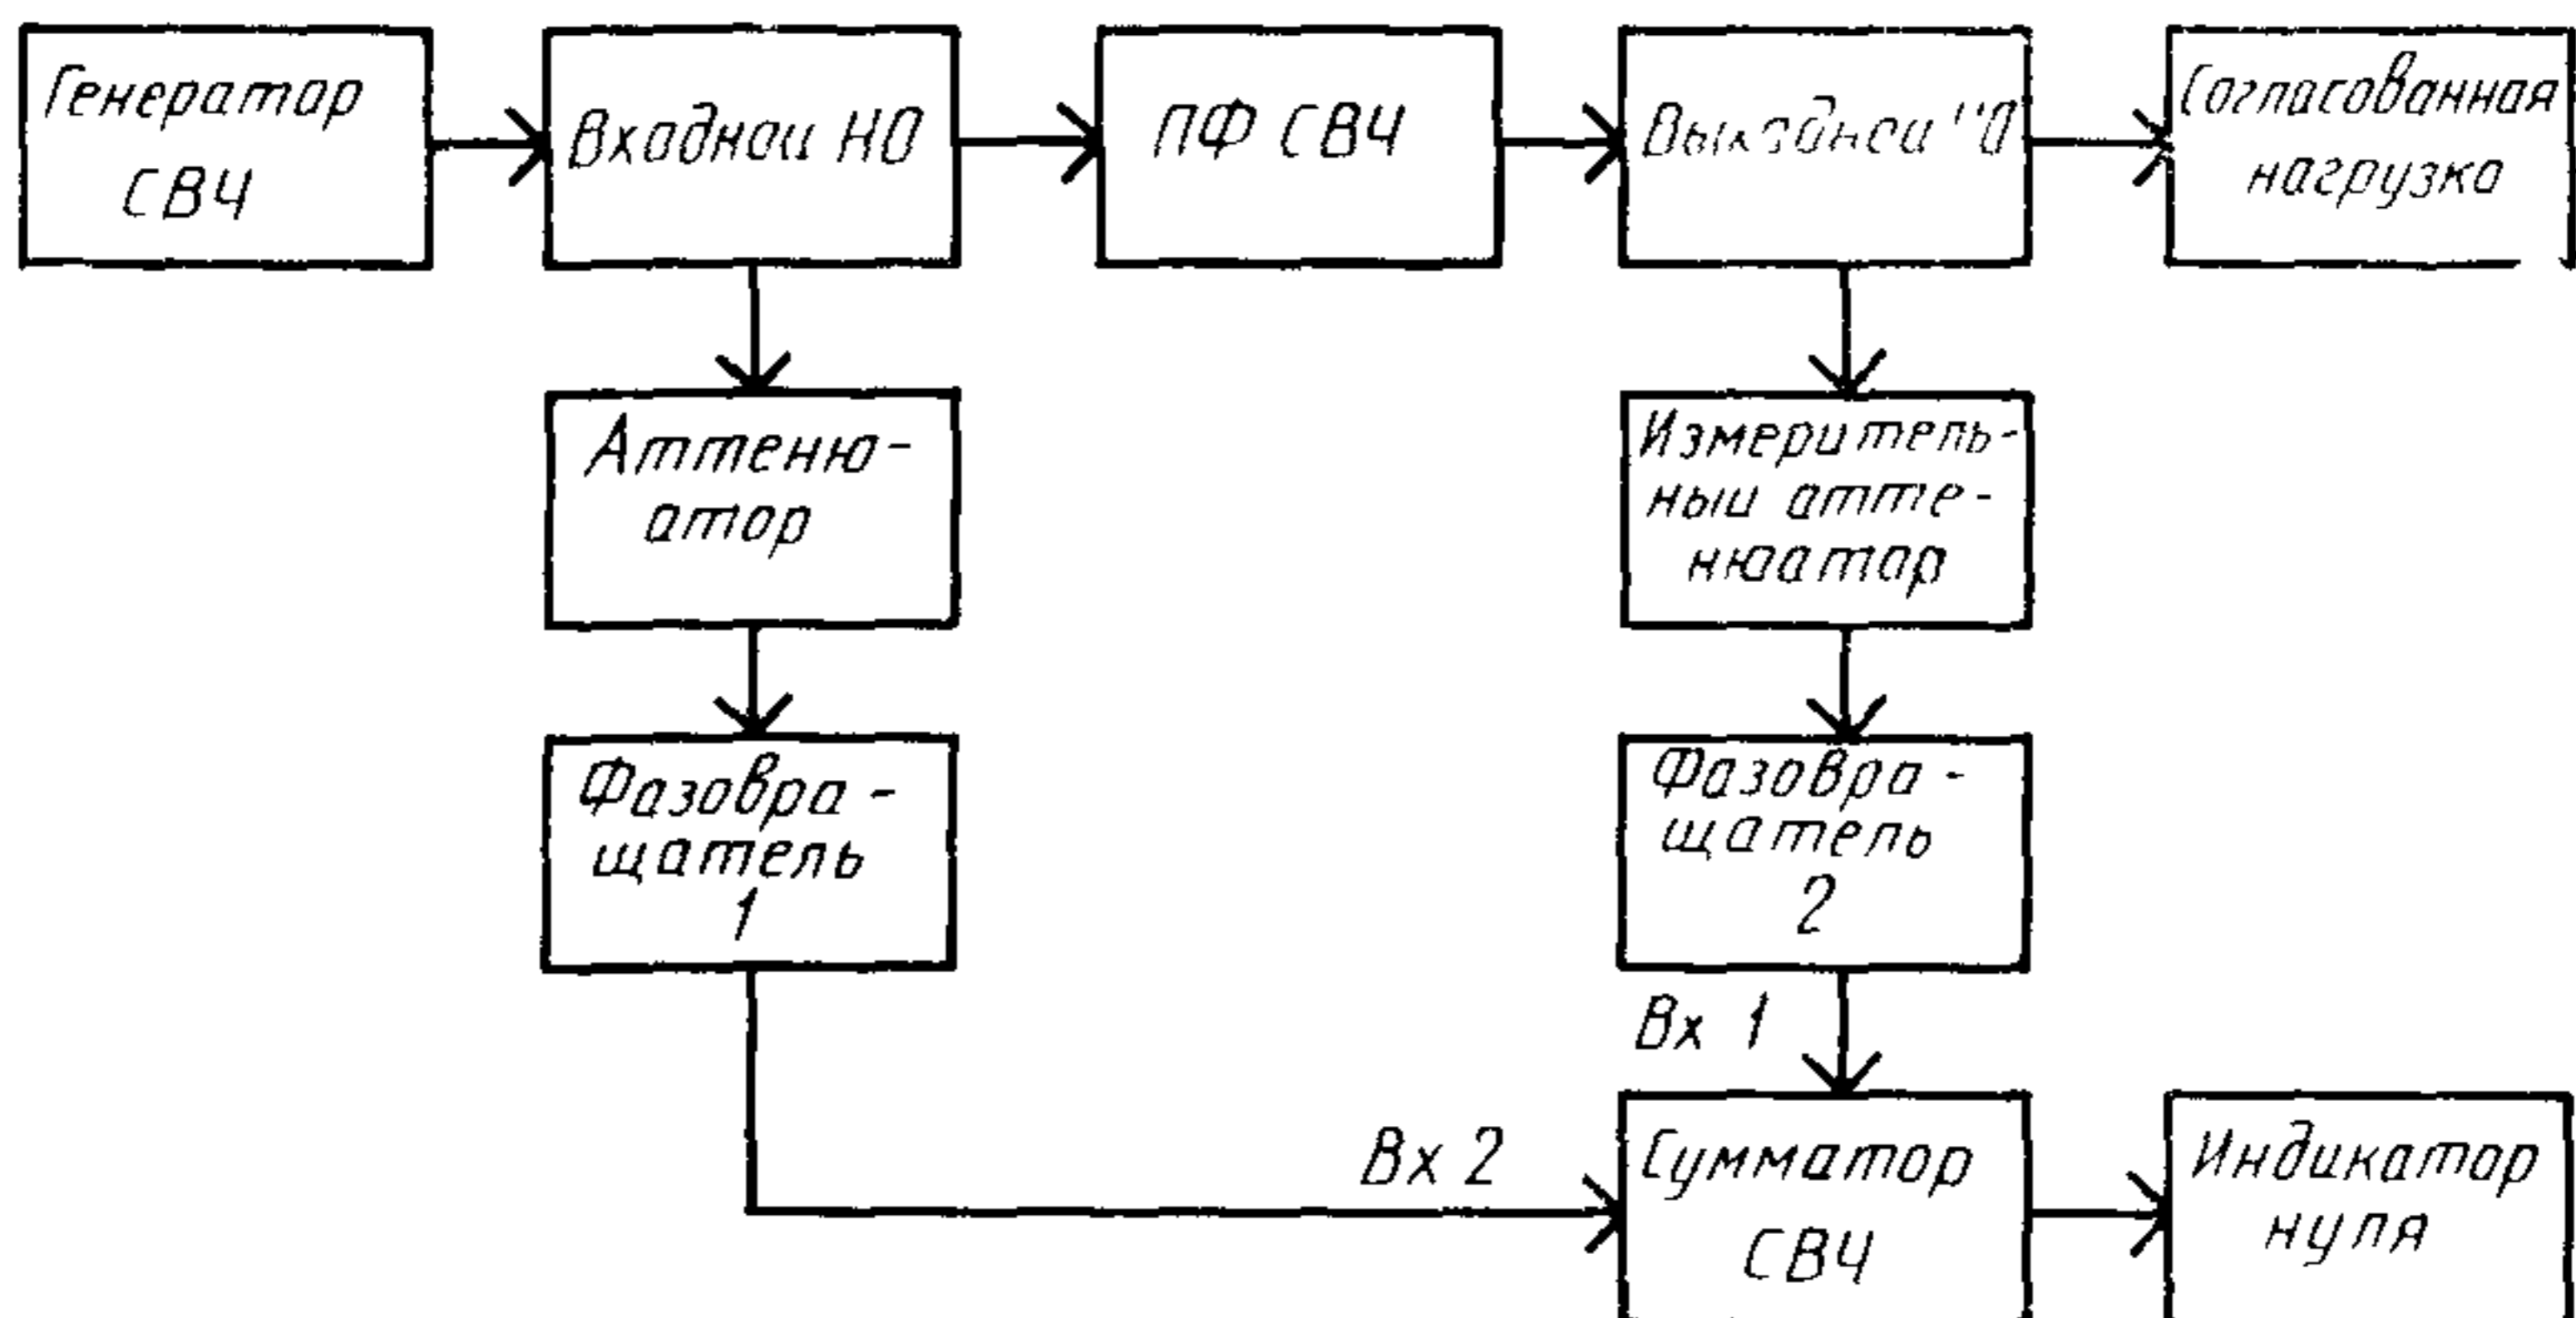 Генератор
СВЧ
Входной НО
ПФ СВЧ
Выходной НО
Согласованная
нагрузка
Аттеню-
атор
Измеритель-
ный атте-
нюатор
Фазовра-
щатель
1
Фазовра-
щатель
2
Вх 1
Вх 2
Сумматор
СВЧ
Индикатор
нуля